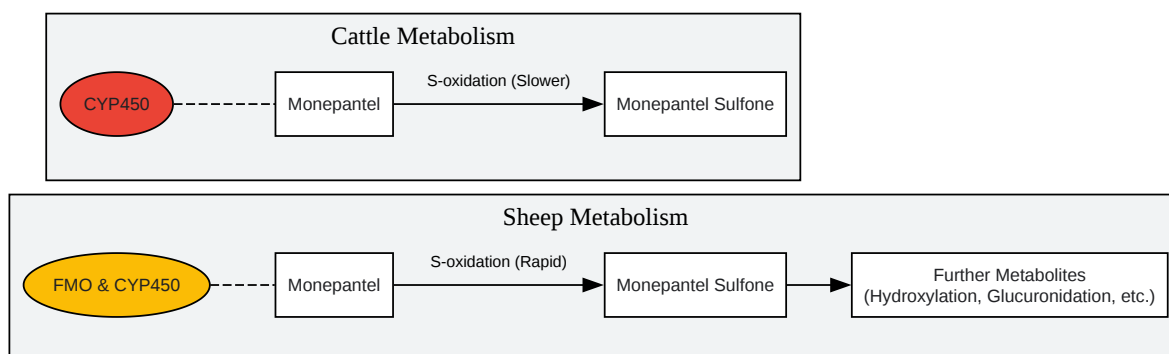 Cattle Metabolism
CYP450
Monepantel
S-oxidation (Slower)
Monepantel Sulfone
Sheep Metabolism
FMO & CYP450
Monepantel
S-oxidation (Rapid)
Monepantel Sulfone
Further Metabolites
(Hydroxylation, Glucuronidation, etc.)